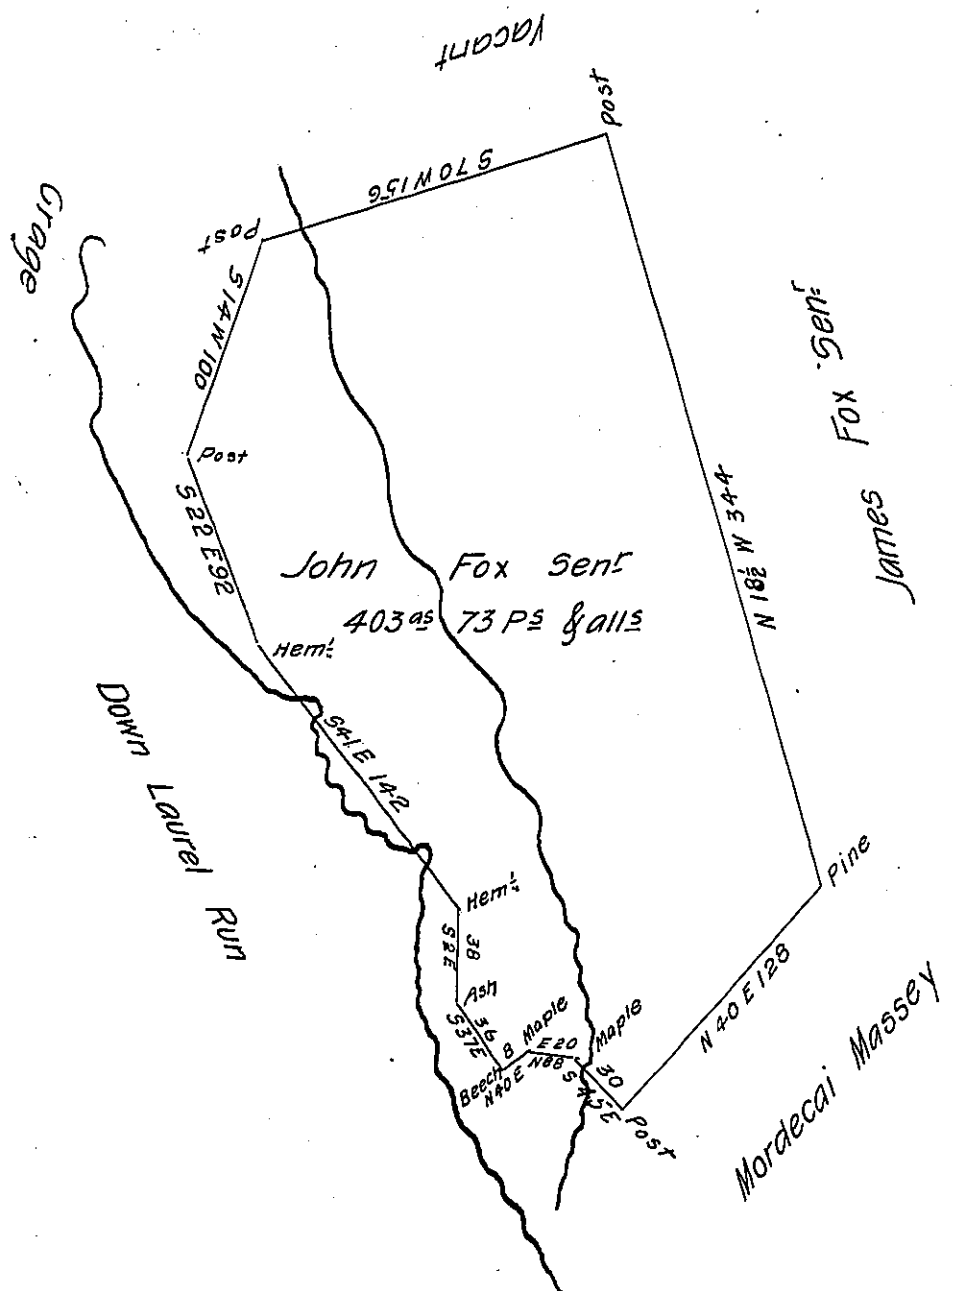 Vacant
Post
S 70 W 156
Post
Grage
S 14 W 100
James Fox Senr
Post
S 22 E 92
N 18½ W 344
John Fox Senr
403 as 73 Ps & alls
Heml
S 41 E 142
Down Laurel Run
Pine
Heml
38
S 2 E
N 40 E 128
Mordecai Massey
Ash
36
S 37 E
Maple
8
Beech
N 40 E
E 20
N 88
Maple
30
S 45 E
Post